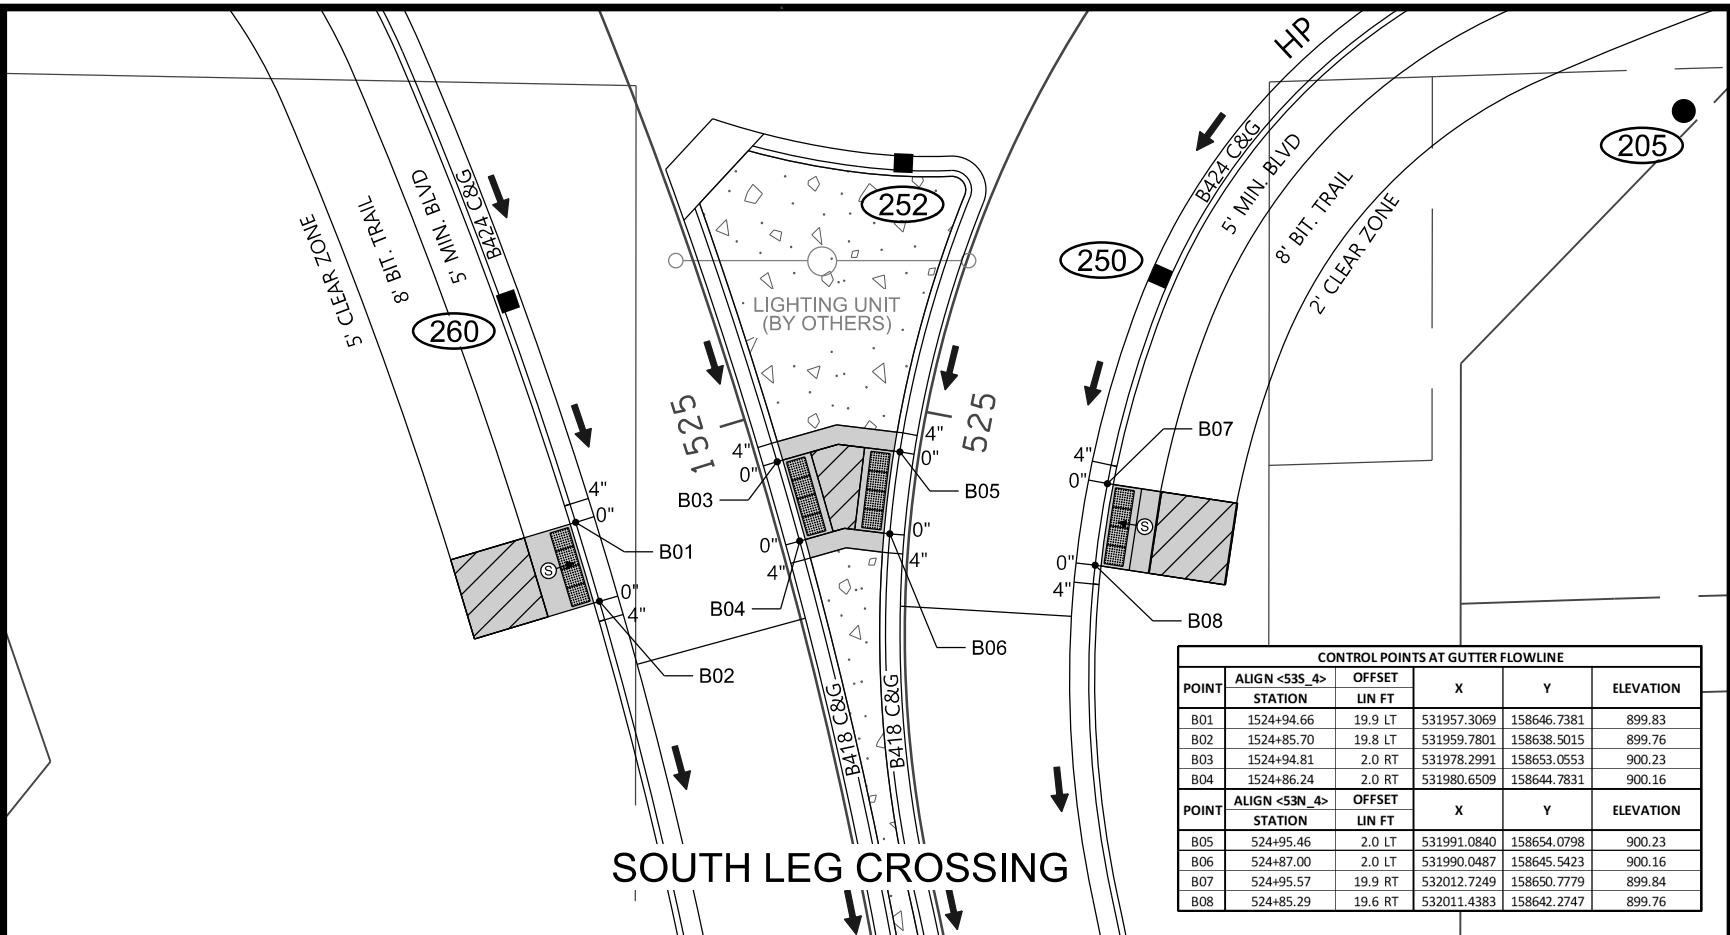 HP
205
B424 C&G
5' MIN. BLVD
8' BIT. TRAIL
2' CLEAR ZONE
250
252
LIGHTING UNIT
(BY OTHERS)
B424 C&G
5' MIN. BLVD
8' BIT. TRAIL
5' CLEAR ZONE
260
1525
525
4"
0"
B01
S
0"
4"
B02
4"
0"
B03
0"
4"
B04
4"
0"
B05
0"
4"
B06
4"
0"
B07
S
0"
4"
B08
B418 C&G
B418 C&G
SOUTH LEG CROSSING
CONTROL POINTS AT GUTTER FLOWLINE
POINT ALIGN <53S_4> STATION OFFSET LIN FT X Y ELEVATION
B01 1524+94.66 19.9 LT 531957.3069 158646.7381 899.83
B02 1524+85.70 19.8 LT 531959.7801 158638.5015 899.76
B03 1524+94.81 2.0 RT 531978.2991 158653.0553 900.23
B04 1524+86.24 2.0 RT 531980.6509 158644.7831 900.16
POINT ALIGN <53N_4> STATION OFFSET LIN FT X Y ELEVATION
B05 524+95.46 2.0 LT 531991.0840 158654.0798 900.23
B06 524+87.00 2.0 LT 531990.0487 158645.5423 900.16
B07 524+95.57 19.9 RT 532012.7249 158650.7779 899.84
B08 524+85.29 19.6 RT 532011.4383 158642.2747 899.76